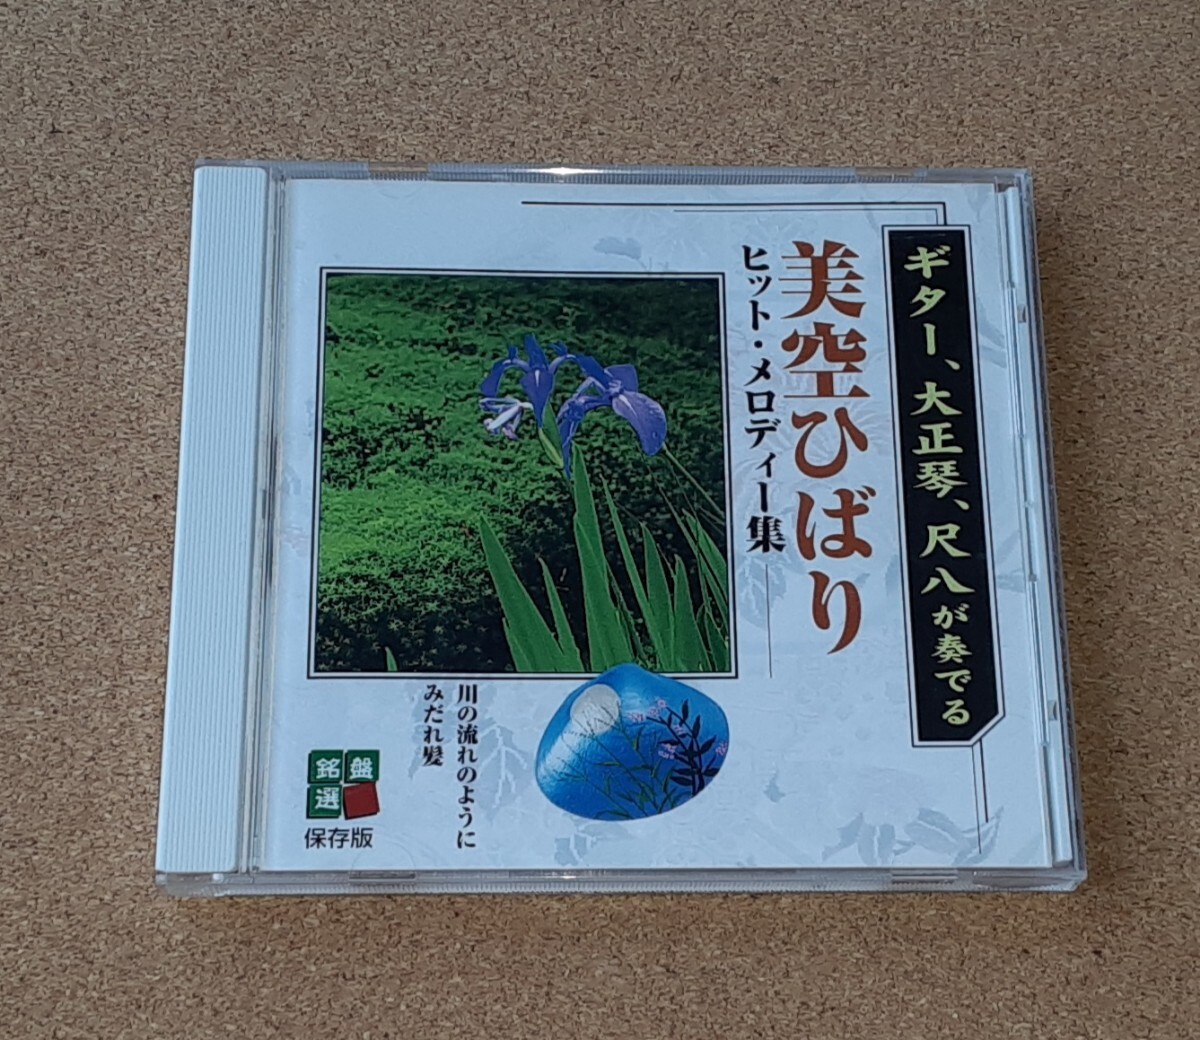 ギター、大正琴、尺八が奏でる
美空ひばり
ヒット・メロディー集
川の流れのように
みだれ髪
銘盤
選
保存版